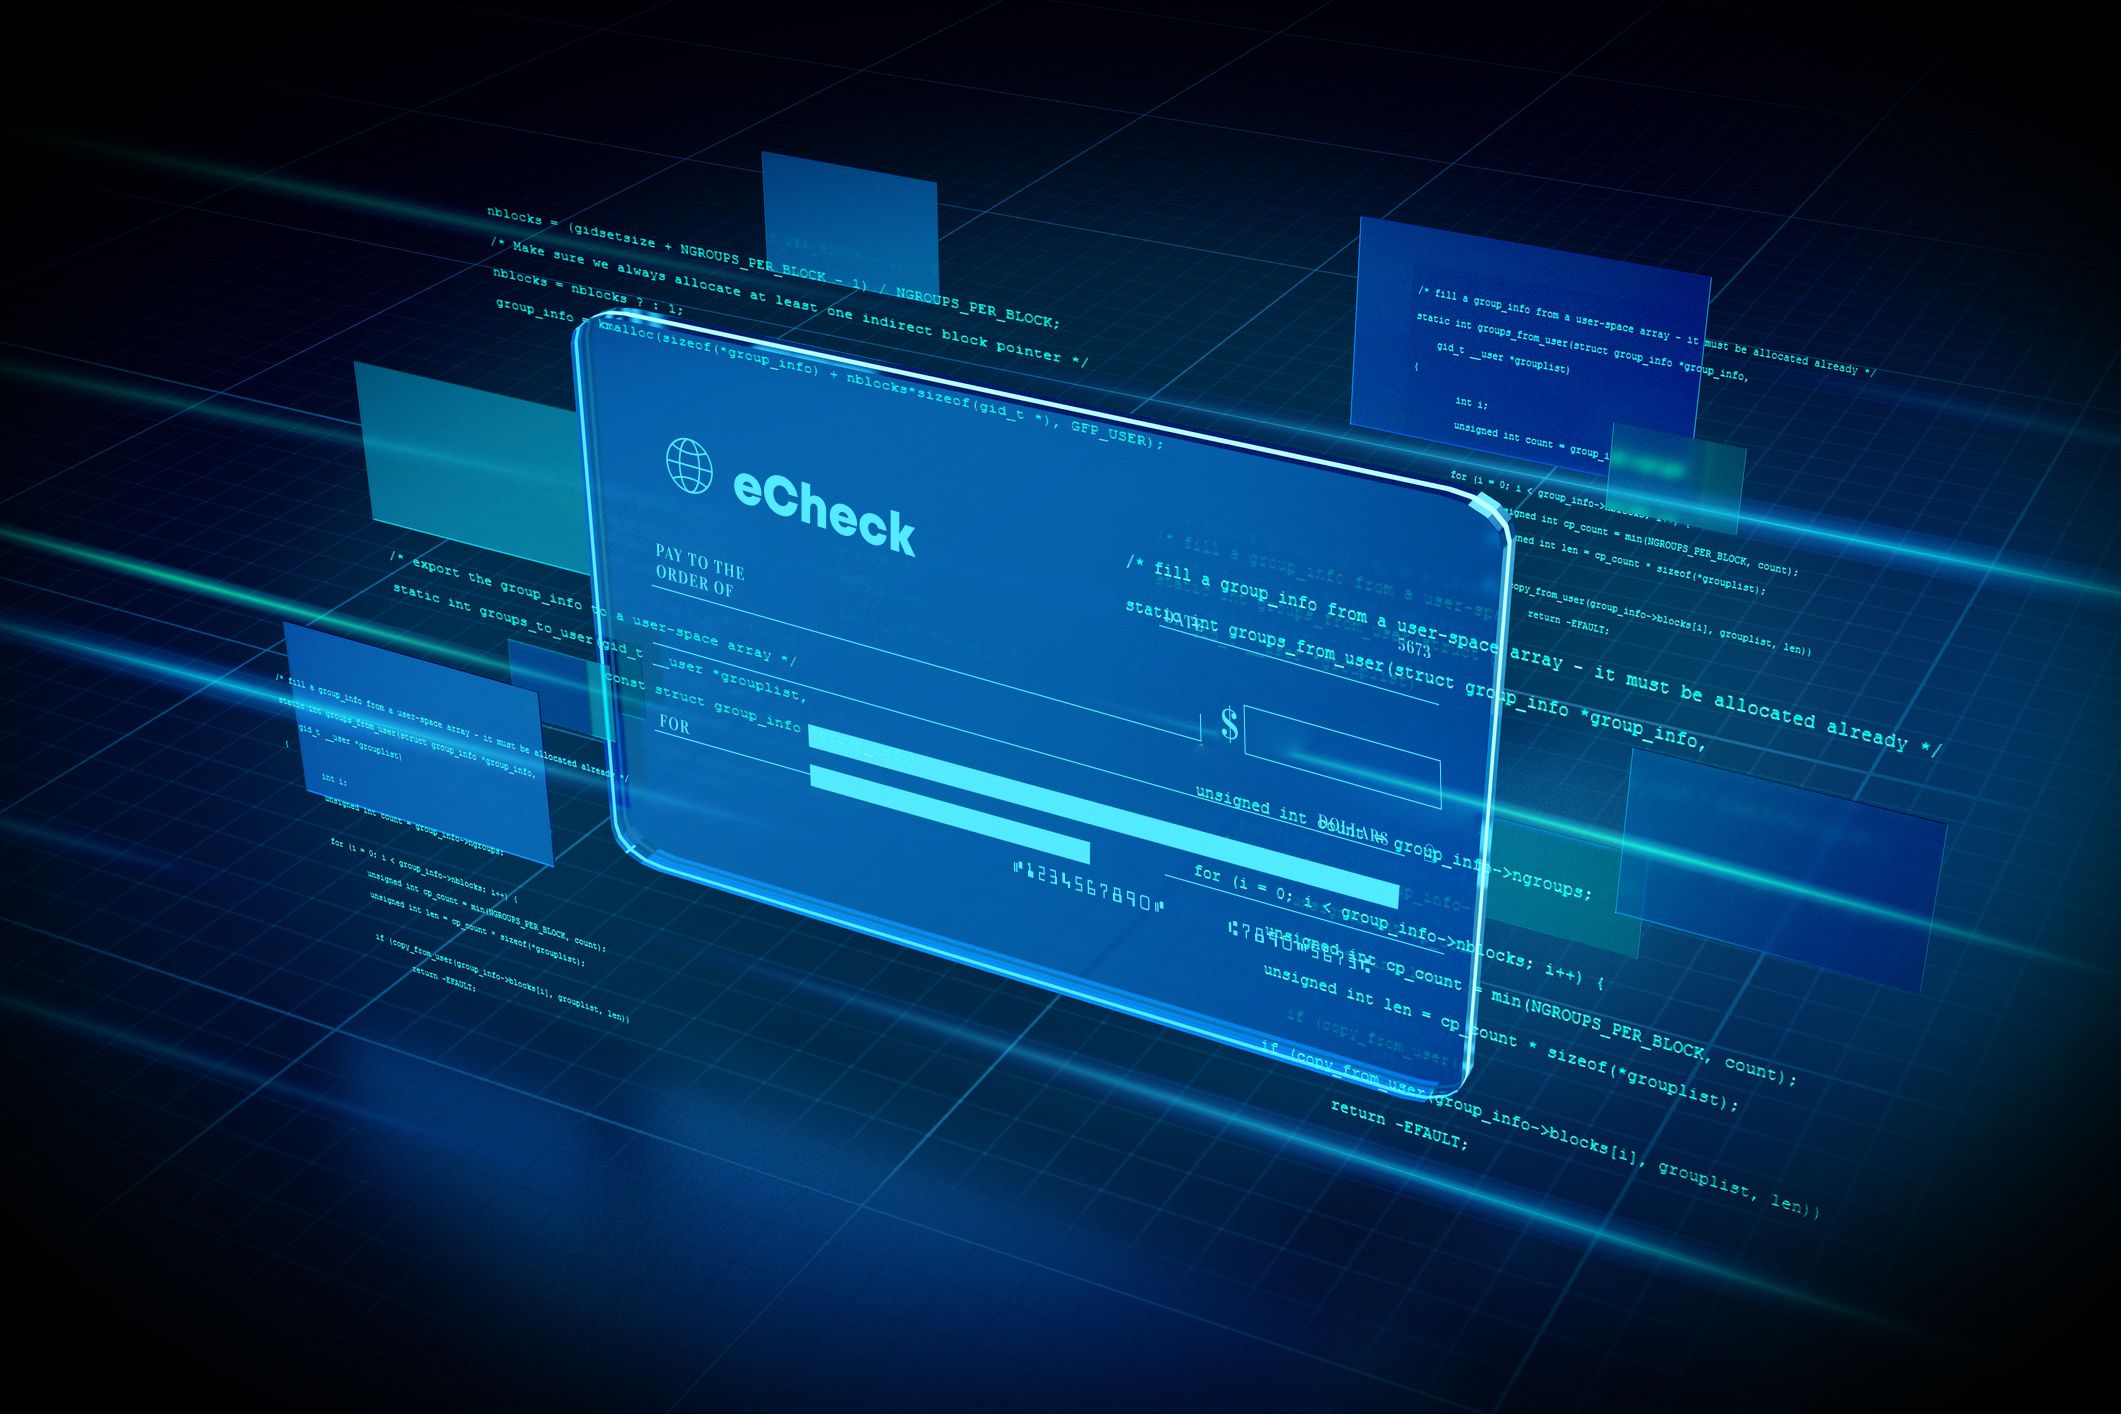 nblocks = (gidsetsize + NGROUPS_PER_BLOCK - 1) / NGROUPS_PER_BLOCK;
/* Make sure we always allocate at least one indirect block pointer */
nblocks = nblocks ? : 1;
group_info = kmalloc(sizeof(*group_info) + nblocks*sizeof(gid_t *), GFP_USER);
/* fill a group_info from a user-space array - it must be allocated already */
static int groups_from_user(struct group_info *group_info,
gid_t __user *grouplist)
{
int i;
unsigned int count = group_i
for (i = 0; i < group_info->nblocks; i++) {
signed int cp_count = min(NGROUPS_PER_BLOCK, count);
ned int len = cp_count * sizeof(*grouplist);
copy_from_user(group_info->blocks[i], grouplist, len))
return -EFAULT;
eCheck
PAY TO THE
ORDER OF
/* export the group_info to a user-space array */
static int groups_to_user(gid_t __user *grouplist,
const struct group_info
FOR
/* fill a group_info from a user-space array - it must be allocated already */
static int groups_from_user(struct group_info *group_info,
DATE
5673
$
DOLLARS
unsigned int count = group_info->ngroups;
for (i = 0; i < group_info->nblocks; i++) {
unsigned int cp_count = min(NGROUPS_PER_BLOCK, count);
unsigned int len = cp_count * sizeof(*grouplist);
if (copy_from_user(group_info->blocks[i], grouplist, len))
return -EFAULT;
⑈1234567890⑈
/* fill a group_info from a user-space array - it must be allocated already */
static int groups_from_user(struct group_info *group_info,
gid_t __user *grouplist)
{
int i;
unsigned int count = group_info->ngroups;
for (i = 0; i < group_info->nblocks; i++) {
unsigned int cp_count = min(NGROUPS_PER_BLOCK, count);
unsigned int len = cp_count * sizeof(*grouplist);
if (copy_from_user(group_info->blocks[i], grouplist, len))
return -EFAULT;